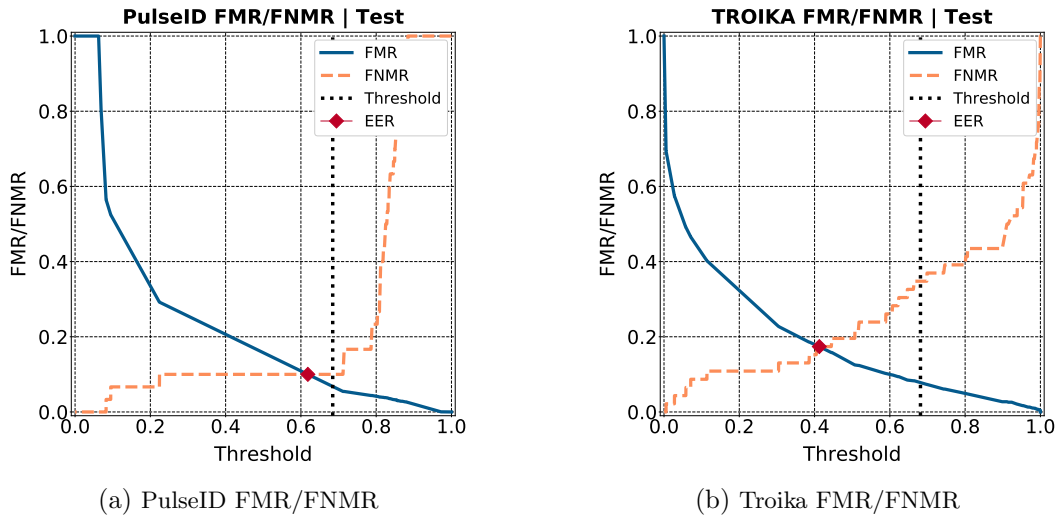 PulseID FMR/FNMR | Test
1.0
0.8
0.6
0.4
0.2
0.0
FMR/FNMR
FMR
FNMR
Threshold
EER
0.0 0.2 0.4 0.6 0.8 1.0
Threshold
(a) PulseID FMR/FNMR
TROIKA FMR/FNMR | Test
1.0
0.8
0.6
0.4
0.2
0.0
FMR/FNMR
FMR
FNMR
Threshold
EER
0.0 0.2 0.4 0.6 0.8 1.0
Threshold
(b) Troika FMR/FNMR